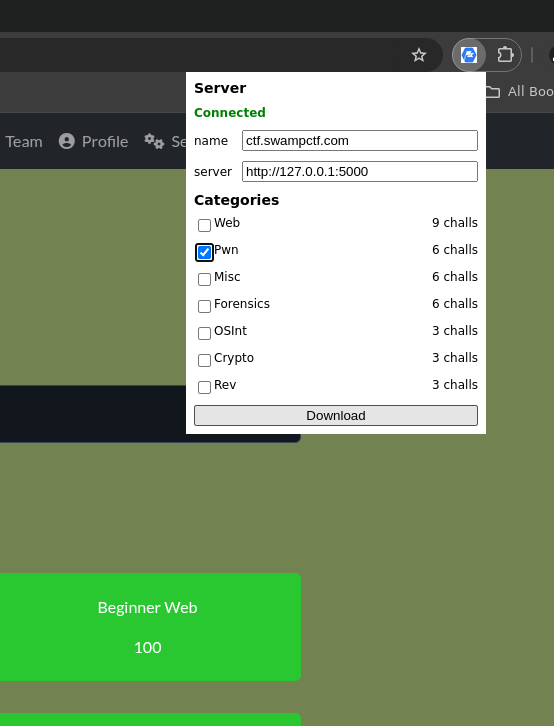 All Boo
Team Profile Se
Server
Connected
name ctf.swampctf.com
server http://127.0.0.1:5000
Categories
Web 9 challs
Pwn 6 challs
Misc 6 challs
Forensics 6 challs
OSInt 3 challs
Crypto 3 challs
Rev 3 challs
Download
Beginner Web
100